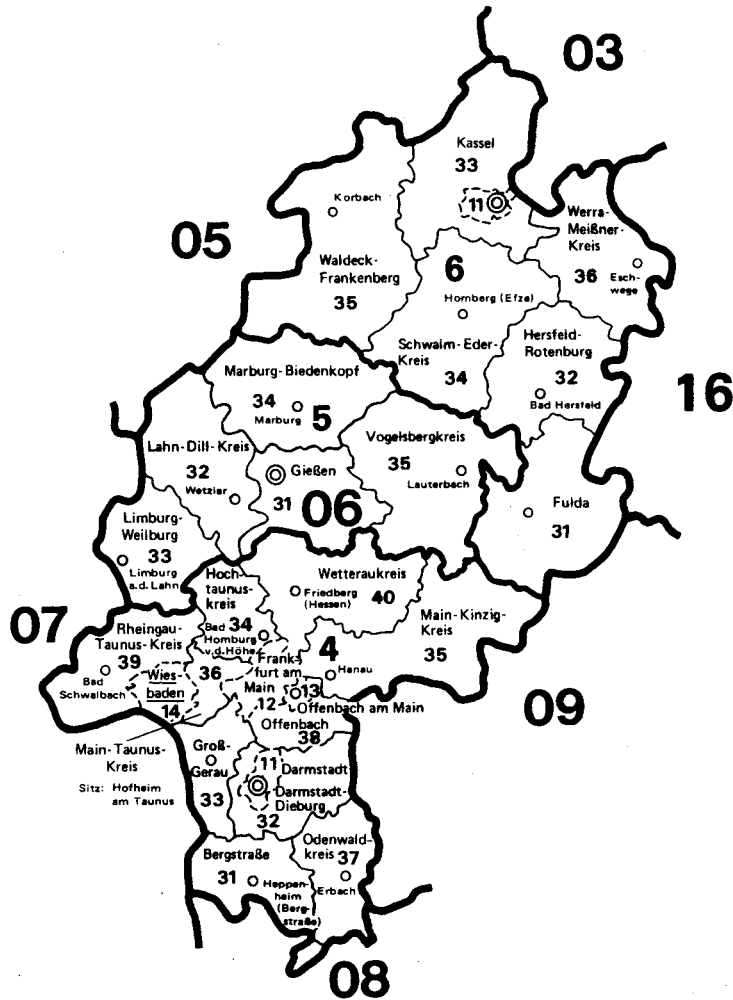 03
Kassel
33
11
Korbach
05
Werra-
Meißner-
Kreis
36
Esch-
wege
Waldeck-
Frankenberg
35
6
Homberg (Efze)
Schwalm-Eder-
Kreis
34
Hersfeld-
Rotenburg
32
Bad Hersfeld
16
Marburg-Biedenkopf
34
Marburg
5
Lahn-Dill-Kreis
32
Wetzlar
Gießen
31
06
Vogelsbergkreis
35
Lauterbach
Fulda
31
Limburg-
Weilburg
33
Limburg
a.d. Lahn
Hoch-
taunus-
kreis
34
Bad
Homburg
v.d. Höhe
Wetteraukreis
Friedberg
(Hessen)
40
Main-Kinzig-
Kreis
35
4
Hanau
07
Rheingau-
Taunus-Kreis
39
Bad
Schwalbach
Wies-
baden
14
36
Frank-
furt am
Main
12
13
Offenbach am Main
Offenbach
38
09
Main-Taunus-
Kreis
Sitz: Hofheim
am Taunus
Groß-
Gerau
33
11
Darmstadt
Darmstadt-
Dieburg
32
Odenwald-
kreis
37
Erbach
Bergstraße
31
Heppen-
heim
(Berg-
straße)
08